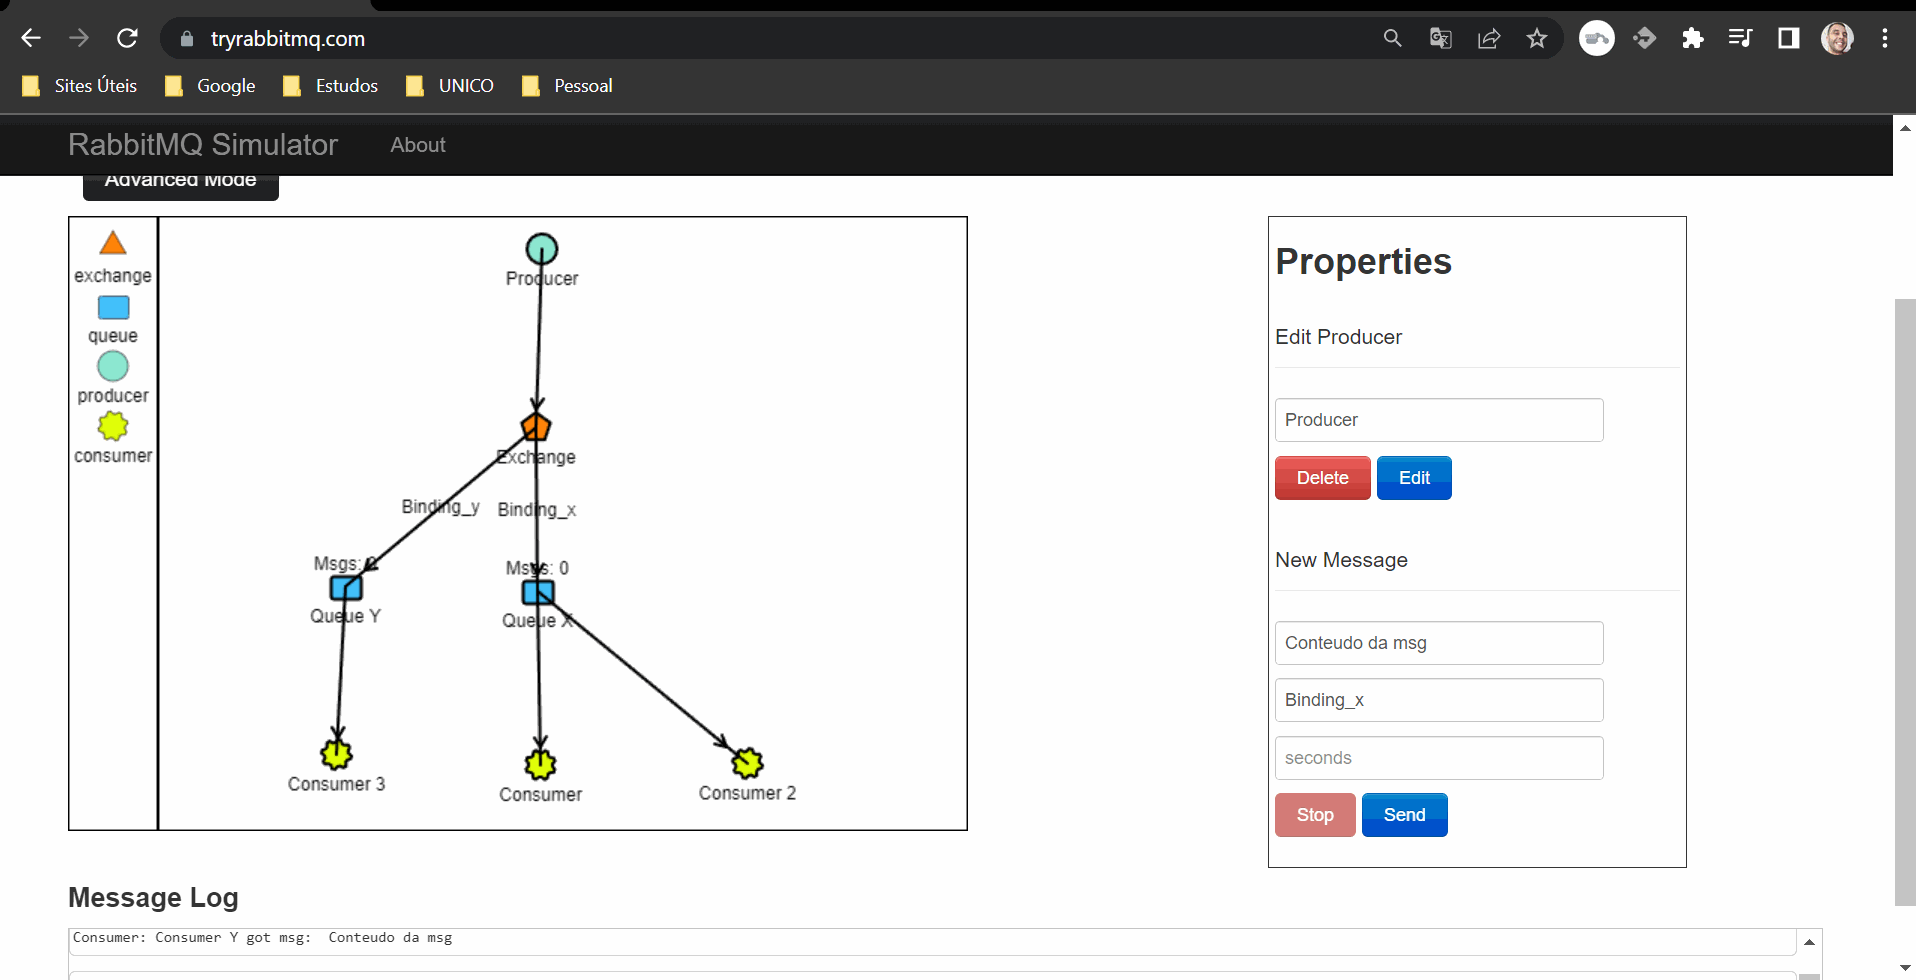 tryrabbitmq.com
Sites Úteis Google Estudos UNICO Pessoal
RabbitMQ Simulator About
Advanced Mode
exchange
queue
producer
consumer
Producer
Exchange
Binding_y Binding_x
Msgs: 0 Msgs: 0
Queue Y Queue X
Consumer 3 Consumer Consumer 2
Properties
Edit Producer
Producer
Delete Edit
New Message
Conteudo da msg
Binding_x
seconds
Stop Send
Message Log
Consumer: Consumer Y got msg: Conteudo da msg